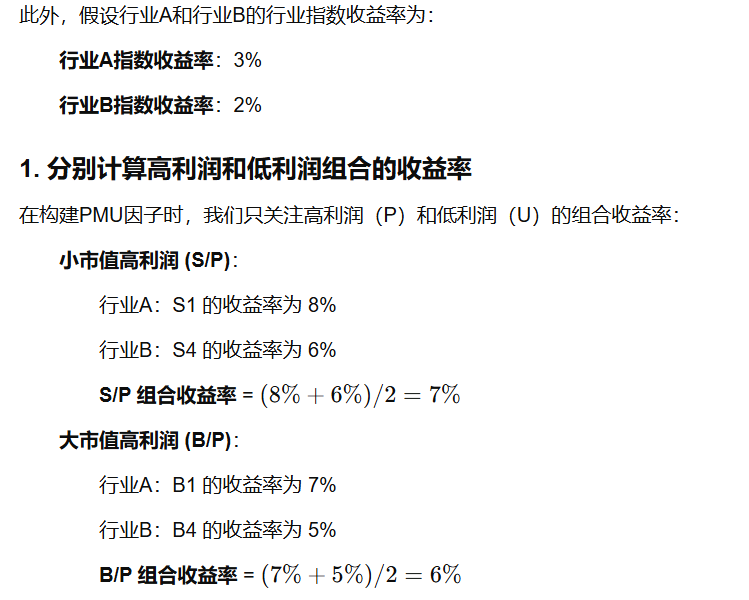 此外，假设行业A和行业B的行业指数收益率为：
行业A指数收益率：3%
行业B指数收益率：2%
1. 分别计算高利润和低利润组合的收益率
在构建PMU因子时，我们只关注高利润（P）和低利润（U）的组合收益率：
小市值高利润 (S/P)：
行业A：S1 的收益率为 8%
行业B：S4 的收益率为 6%
S/P 组合收益率 = (8% + 6%)/2 = 7%
大市值高利润 (B/P)：
行业A：B1 的收益率为 7%
行业B：B4 的收益率为 5%
B/P 组合收益率 = (7% + 5%)/2 = 6%